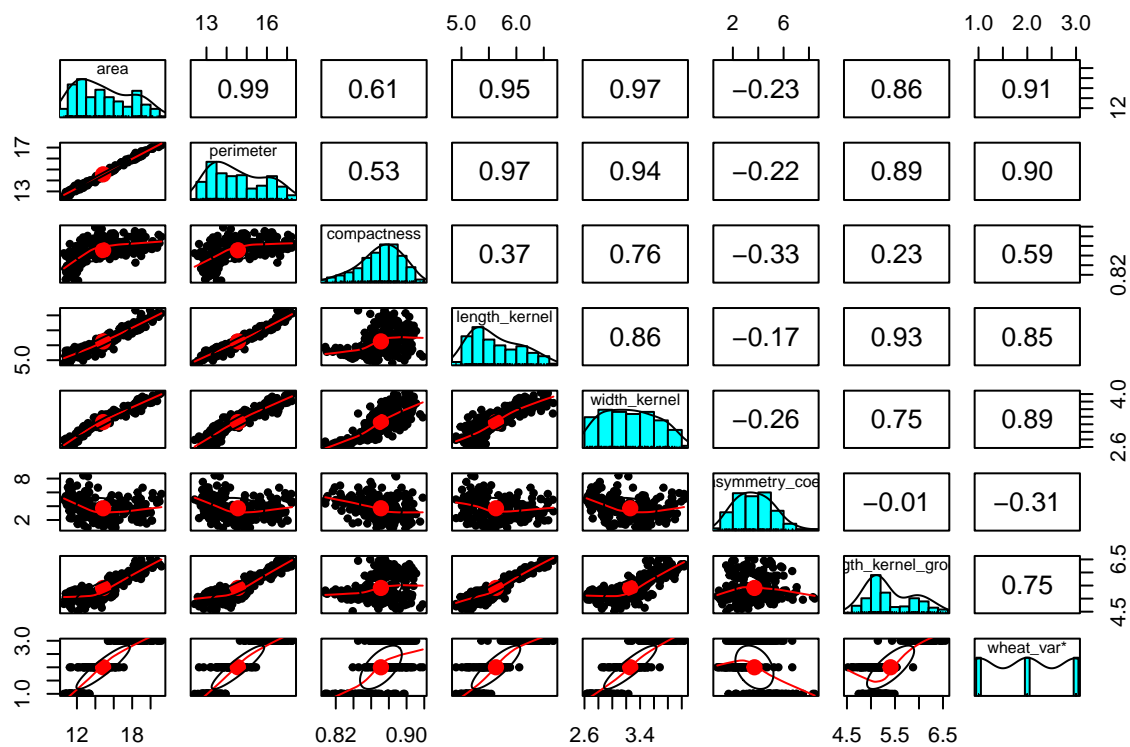 13 16 5.0 6.0 2 6 1.0 2.0 3.0
area 0.99 0.61 0.95 0.97 −0.23 0.86 0.91 12
13 17 perimeter 0.53 0.97 0.94 −0.22 0.89 0.90
compactness 0.37 0.76 −0.33 0.23 0.59 0.82
5.0 length_kernel 0.86 −0.17 0.93 0.85
width_kernel −0.26 0.75 0.89 2.6 4.0
2 8 symmetry_coe −0.01 −0.31
gth_kernel_gro 0.75 4.5 6.5
1.0 3.0 wheat_var*
12 18 0.82 0.90 2.6 3.4 4.5 5.5 6.5